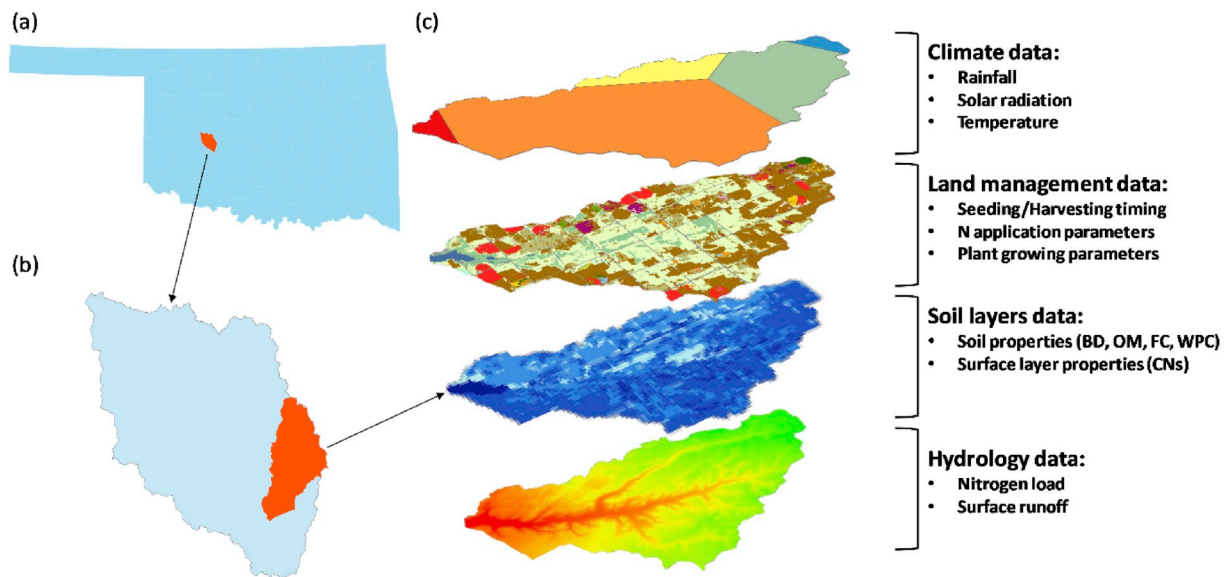 (a)
(b)
(c)
Climate data:
• Rainfall
• Solar radiation
• Temperature
Land management data:
• Seeding/Harvesting timing
• N application parameters
• Plant growing parameters
Soil layers data:
• Soil properties (BD, OM, FC, WPC)
• Surface layer properties (CNs)
Hydrology data:
• Nitrogen load
• Surface runoff